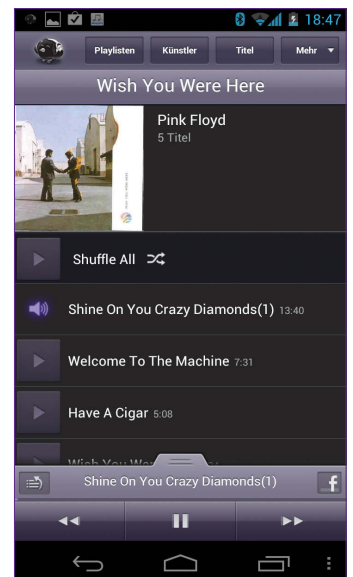 18:47
Playlisten Künstler Titel Mehr
Wish You Were Here
Pink Floyd
5 Titel
Shuffle All
Shine On You Crazy Diamonds(1) 13:40
Welcome To The Machine 7:31
Have A Cigar 5:08
Wish You
Shine On You Crazy Diamonds(1)
f